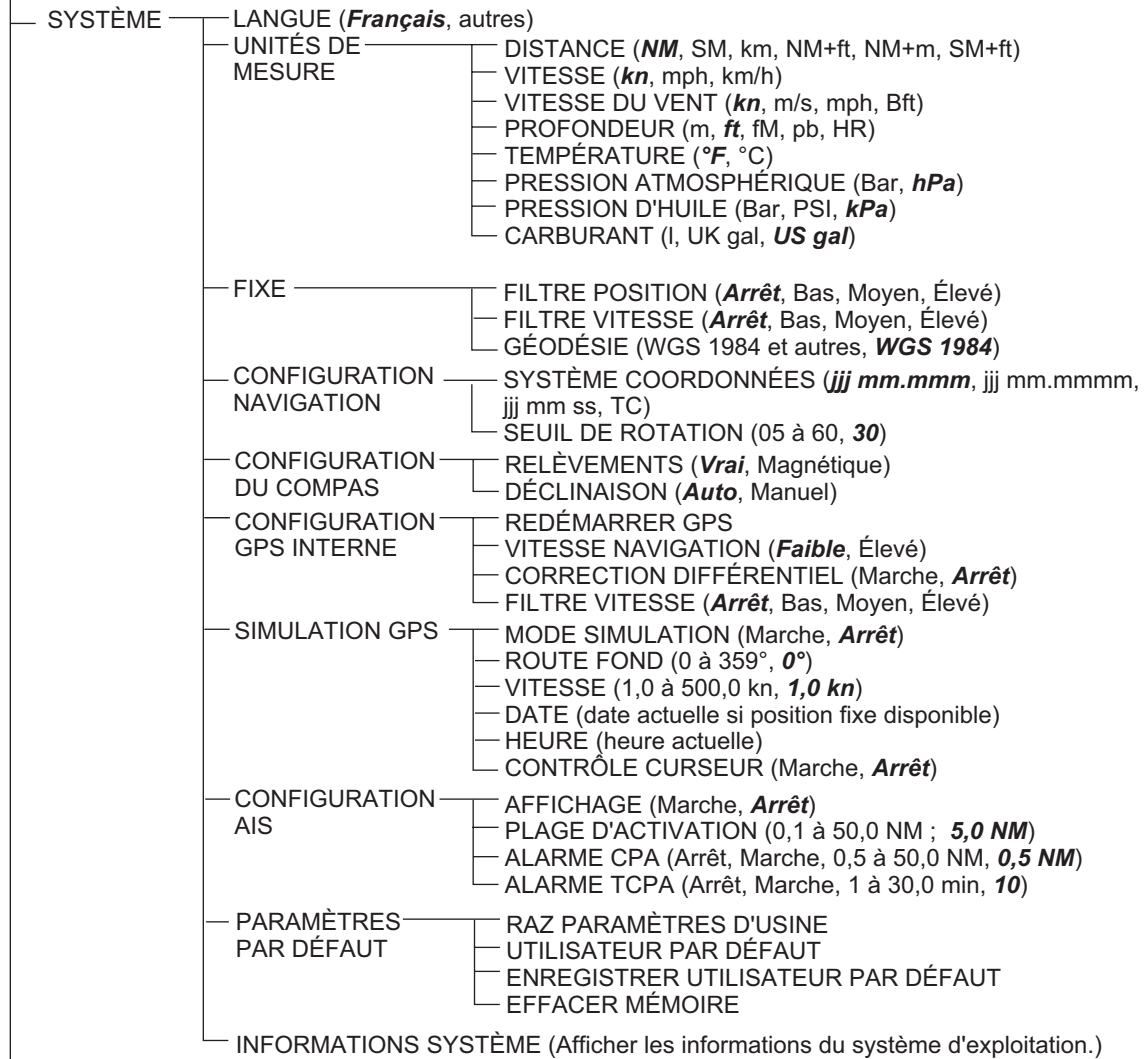 SYSTÈME
LANGUE (Français, autres)
UNITÉS DE
MESURE
DISTANCE (NM, SM, km, NM+ft, NM+m, SM+ft)
VITESSE (kn, mph, km/h)
VITESSE DU VENT (kn, m/s, mph, Bft)
PROFONDEUR (m, ft, fM, pb, HR)
TEMPÉRATURE (°F, °C)
PRESSION ATMOSPHÉRIQUE (Bar, hPa)
PRESSION D'HUILE (Bar, PSI, kPa)
CARBURANT (l, UK gal, US gal)
FIXE
FILTRE POSITION (Arrêt, Bas, Moyen, Élevé)
FILTRE VITESSE (Arrêt, Bas, Moyen, Élevé)
GÉODÉSIE (WGS 1984 et autres, WGS 1984)
CONFIGURATION
NAVIGATION
SYSTÈME COORDONNÉES (jjj mm.mmm, jjj mm.mmmm,
jjj mm ss, TC)
SEUIL DE ROTATION (05 à 60, 30)
CONFIGURATION
DU COMPAS
RELÈVEMENTS (Vrai, Magnétique)
DÉCLINAISON (Auto, Manuel)
CONFIGURATION
GPS INTERNE
REDÉMARRER GPS
VITESSE NAVIGATION (Faible, Élevé)
CORRECTION DIFFÉRENTIEL (Marche, Arrêt)
FILTRE VITESSE (Arrêt, Bas, Moyen, Élevé)
SIMULATION GPS
MODE SIMULATION (Marche, Arrêt)
ROUTE FOND (0 à 359°, 0°)
VITESSE (1,0 à 500,0 kn, 1,0 kn)
DATE (date actuelle si position fixe disponible)
HEURE (heure actuelle)
CONTRÔLE CURSEUR (Marche, Arrêt)
CONFIGURATION
AIS
AFFICHAGE (Marche, Arrêt)
PLAGE D'ACTIVATION (0,1 à 50,0 NM ; 5,0 NM)
ALARME CPA (Arrêt, Marche, 0,5 à 50,0 NM, 0,5 NM)
ALARME TCPA (Arrêt, Marche, 1 à 30,0 min, 10)
PARAMÈTRES
PAR DÉFAUT
RAZ PARAMÈTRES D'USINE
UTILISATEUR PAR DÉFAUT
ENREGISTRER UTILISATEUR PAR DÉFAUT
EFFACER MÉMOIRE
INFORMATIONS SYSTÈME (Afficher les informations du système d'exploitation.)